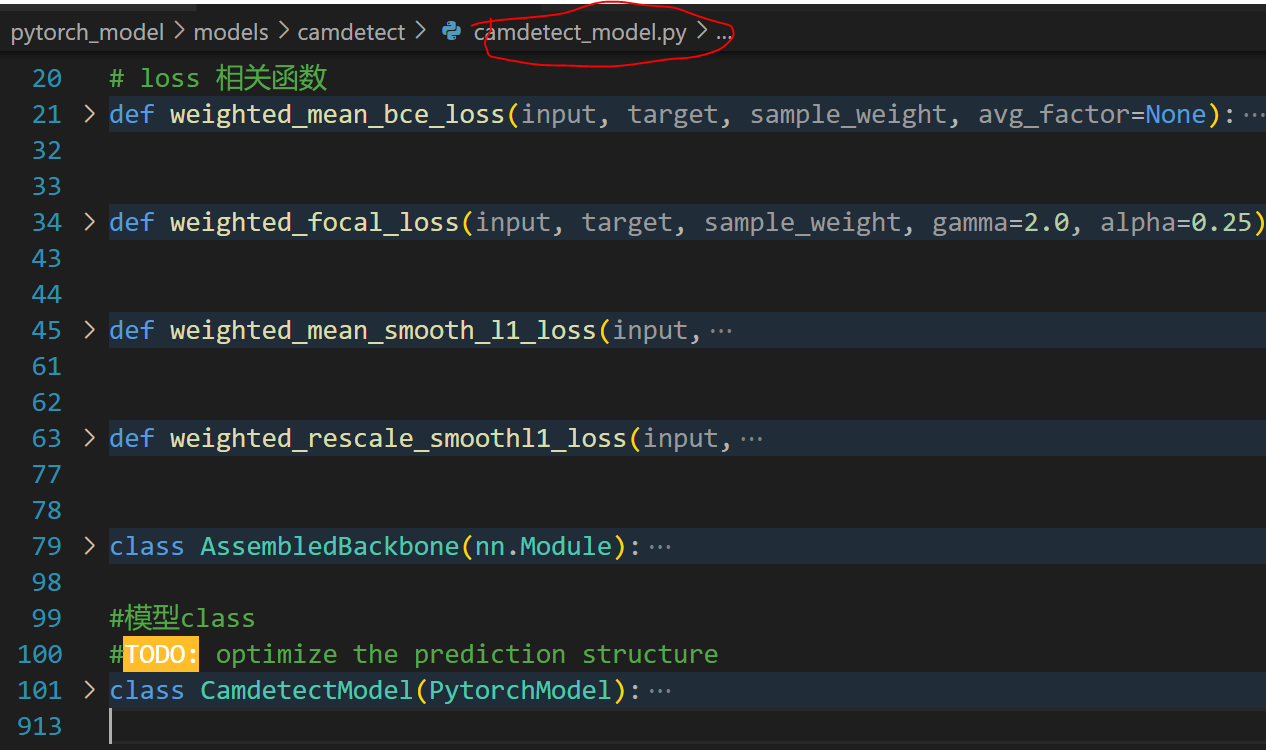 pytorch_model > models > camdetect > camdetect_model.py > ...
20 # loss 相关函数
21 > def weighted_mean_bce_loss(input, target, sample_weight, avg_factor=None):···
32
33
34 > def weighted_focal_loss(input, target, sample_weight, gamma=2.0, alpha=0.25)
43
44
45 > def weighted_mean_smooth_l1_loss(input,···
61
62
63 > def weighted_rescale_smoothl1_loss(input,···
77
78
79 > class AssembledBackbone(nn.Module):···
98
99 #模型class
100 #TODO: optimize the prediction structure
101 > class CamdetectModel(PytorchModel):···
913